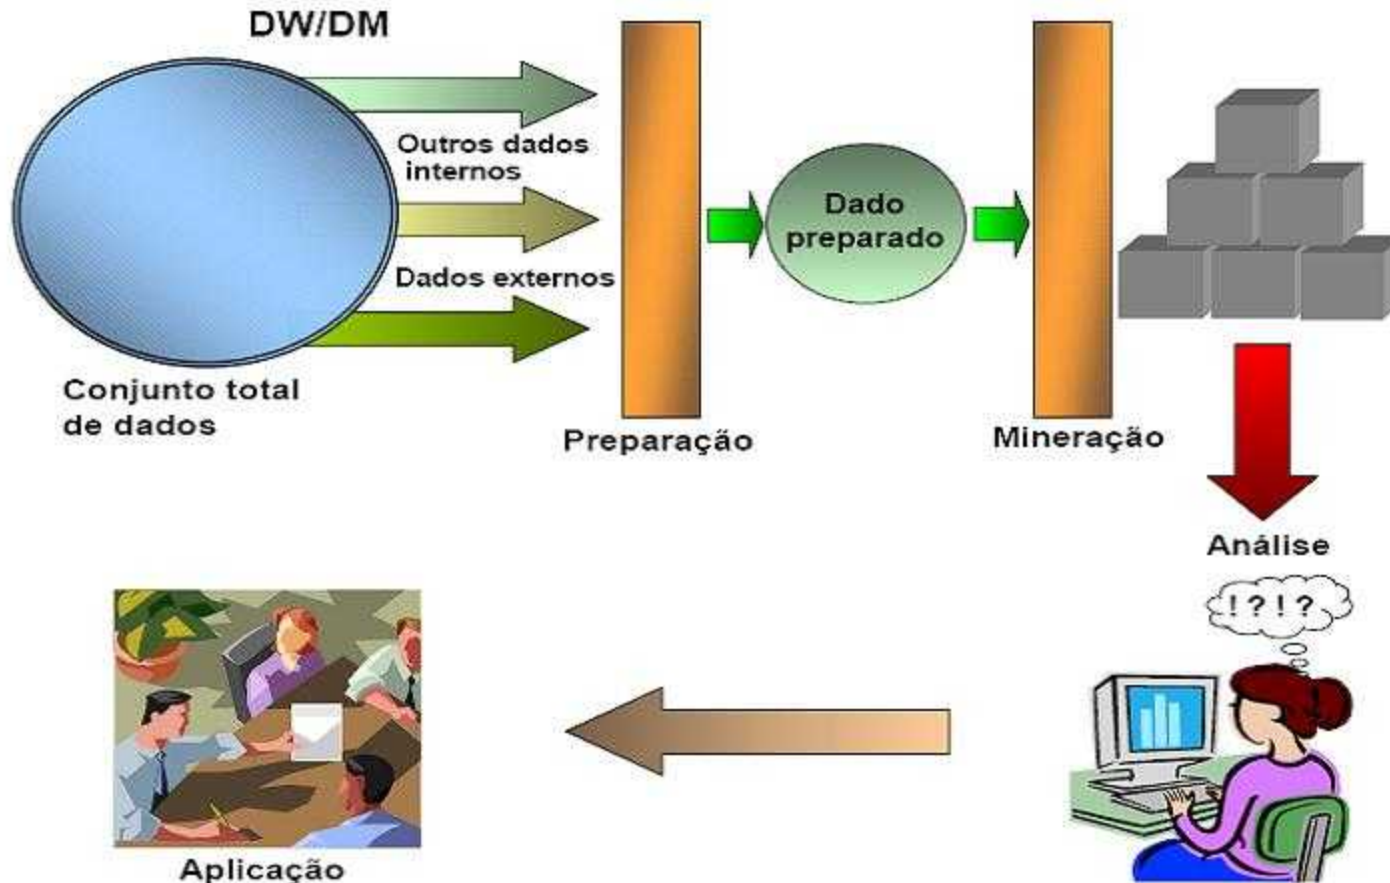 DW/DM
Outros dados
internos
Dados externos
Conjunto total
de dados
Preparação
Dado
preparado
Mineração
Análise
! ? ! ?
Aplicação